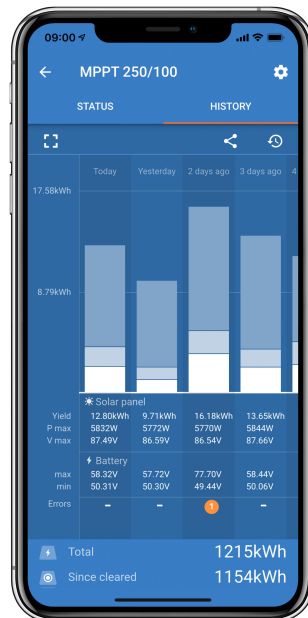 09:00
MPPT 250/100
STATUS HISTORY
Today Yesterday 2 days ago 3 days ago 4
17.58kWh
8.79kWh
Solar panel
Yield 12.80kWh 9.71kWh 16.18kWh 13.65kWh
P max 5832W 5772W 5770W 5844W
V max 87.49V 86.59V 86.54V 87.66V
Battery
max 58.32V 57.72V 77.70V 58.44V
min 50.31V 50.30V 49.44V 50.06V
Errors – – 1 –
Total 1215kWh
Since cleared 1154kWh